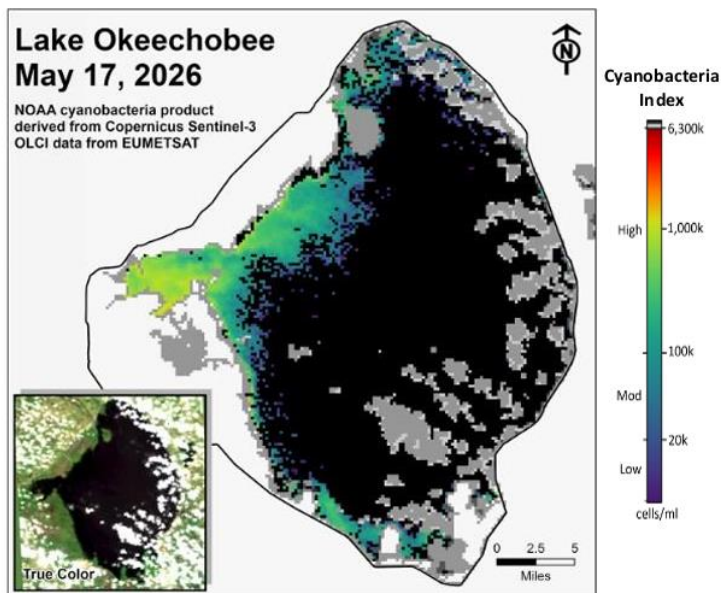 Lake Okeechobee
May 17, 2026
NOAA cyanobacteria product
derived from Copernicus Sentinel-3
OLCI data from EUMETSAT
N
Cyanobacteria
Index
6,300k
High
1,000k
100k
Mod
20k
Low
cells/ml
True Color
0 2.5 5
Miles